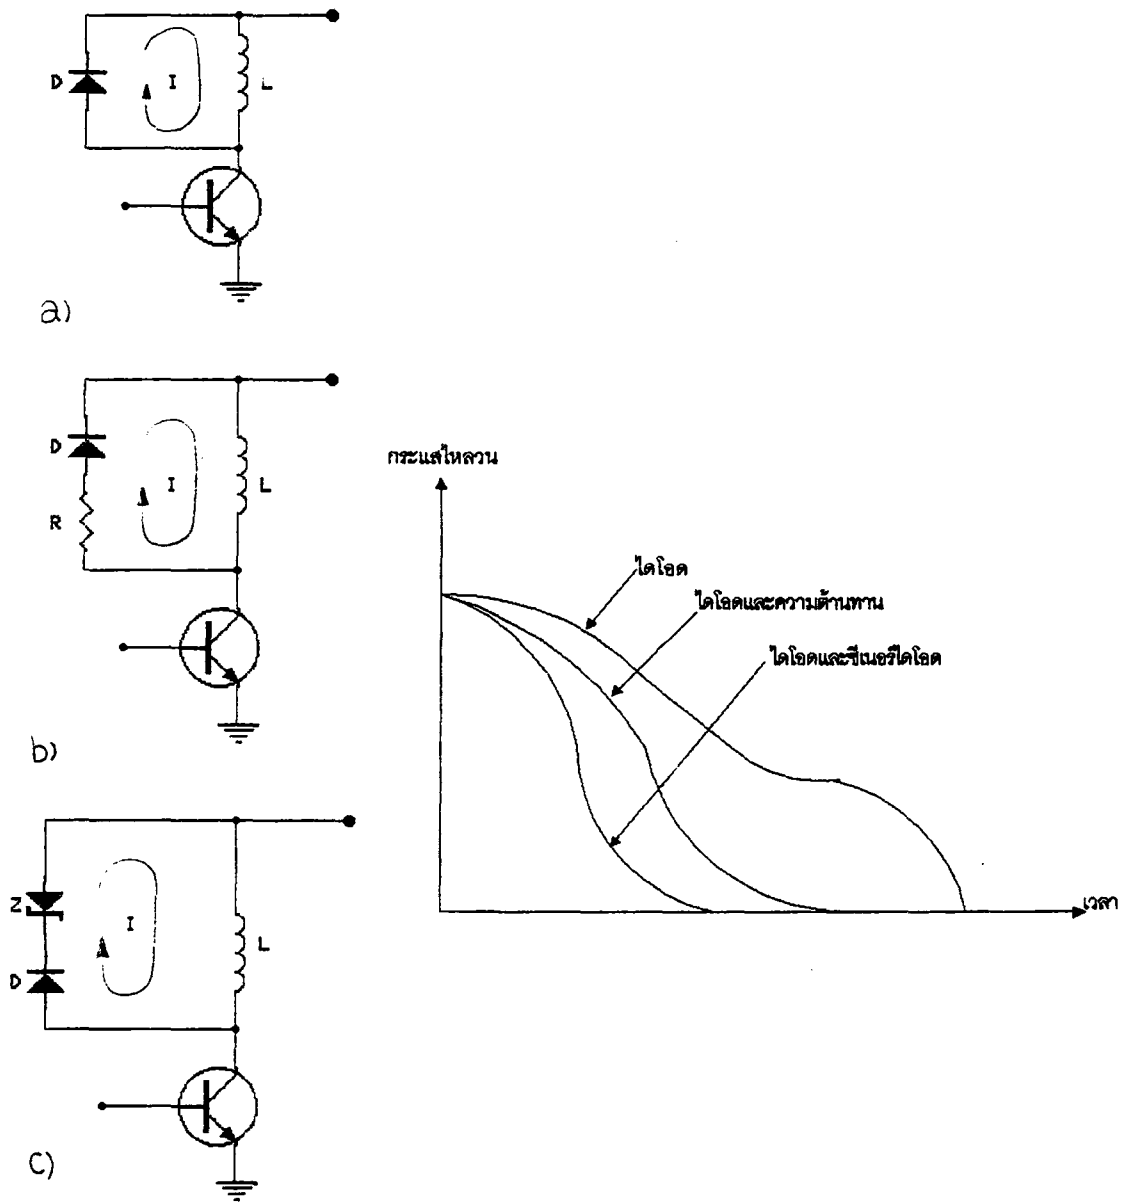 D
I
L
a)
D
I
L
R
b)
กระแสไหลวน
ไดโอด
ไดโอดและความต้านทาน
ไดโอดและซีเนอร์ไดโอด
เวลา
Z
I
L
D
c)